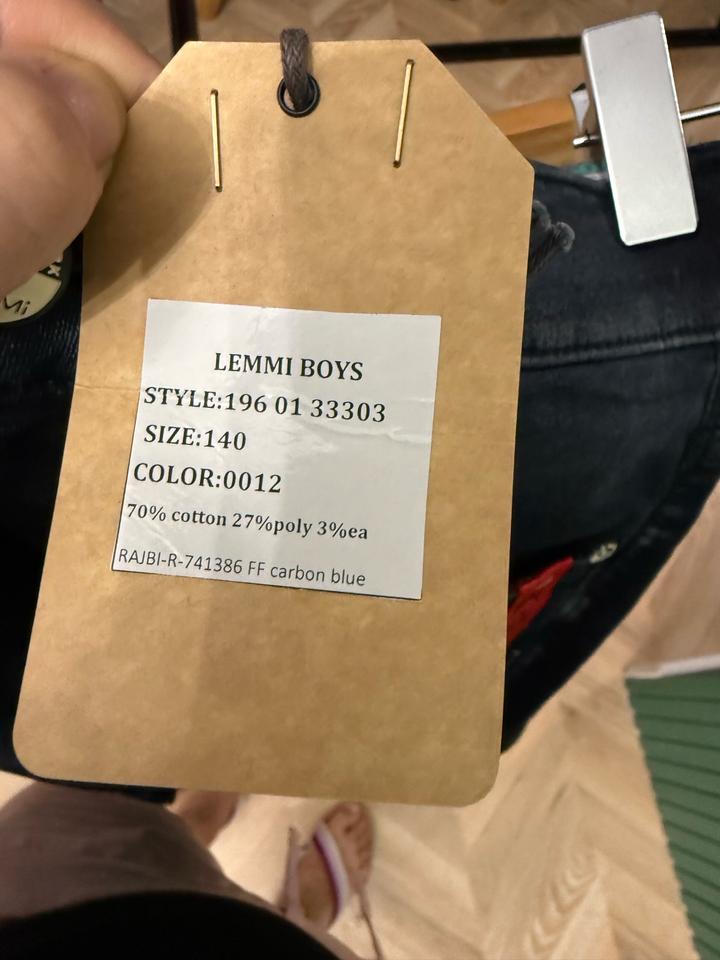 LEMMI BOYS
STYLE:196 01 33303
SIZE:140
COLOR:0012
70% cotton 27%poly 3%ea
RAJBI-R-741386 FF carbon blue